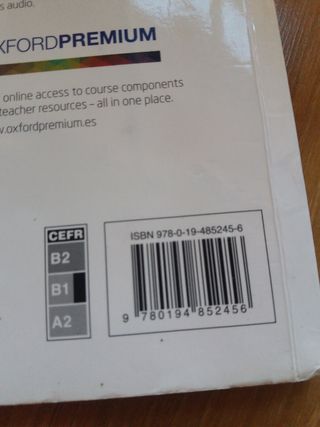 s audio.
XFORDPREMIUM
online access to course components
teacher resources – all in one place.
w.oxfordpremium.es
CEFR
B2
B1
A2
ISBN 978-0-19-485245-6
9 780194 852456